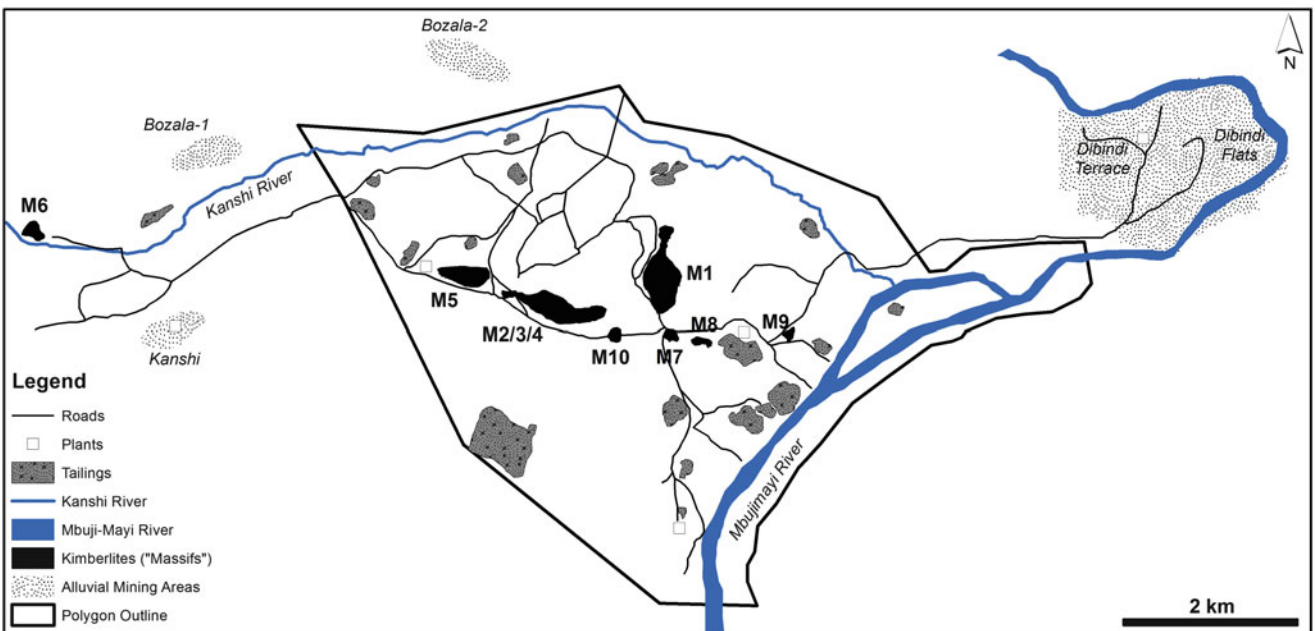 Bozala-2
N
Bozala-1
Dibindi
Terrace
Dibindi
Flats
Kanshi River
M6
M1
M5
M2/3/4
M8
M9
M10
M7
Kanshi
Mbujimayi River
Legend
Roads
Plants
Tailings
Kanshi River
Mbuji-Mayi River
Kimberlites ("Massifs")
Alluvial Mining Areas
Polygon Outline
2 km